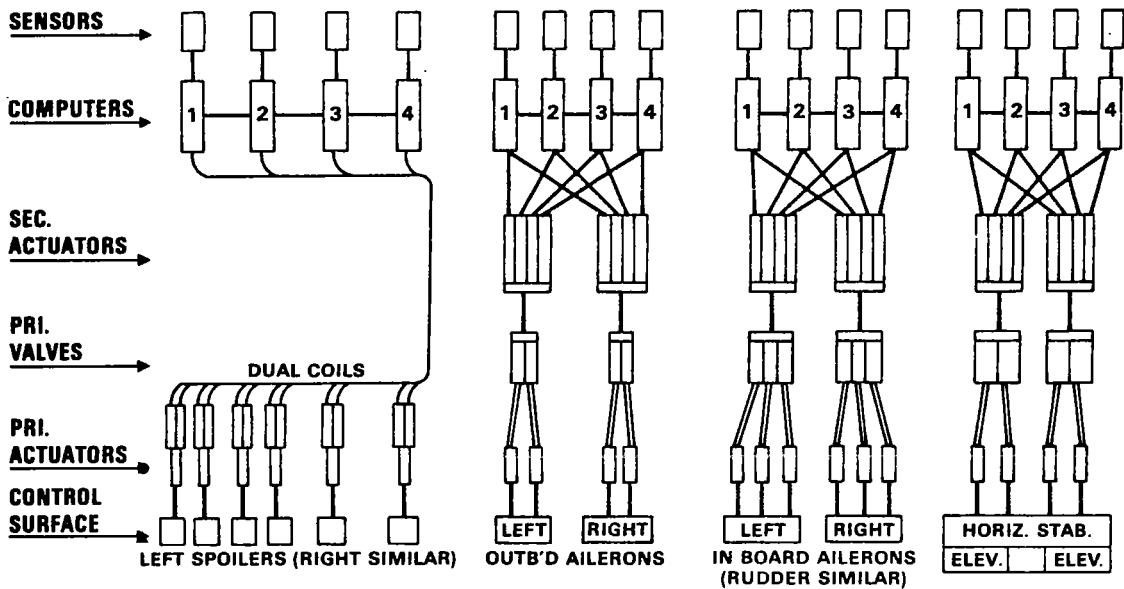 SENSORS
COMPUTERS
1 2 3 4
1 2 3 4
1 2 3 4
1 2 3 4
SEC.
ACTUATORS
PRI.
VALVES
DUAL COILS
PRI.
ACTUATORS
CONTROL
SURFACE
LEFT SPOILERS (RIGHT SIMILAR)
LEFT
RIGHT
OUTB'D AILERONS
LEFT
RIGHT
IN BOARD AILERONS
(RUDDER SIMILAR)
HORIZ. STAB.
ELEV.
ELEV.